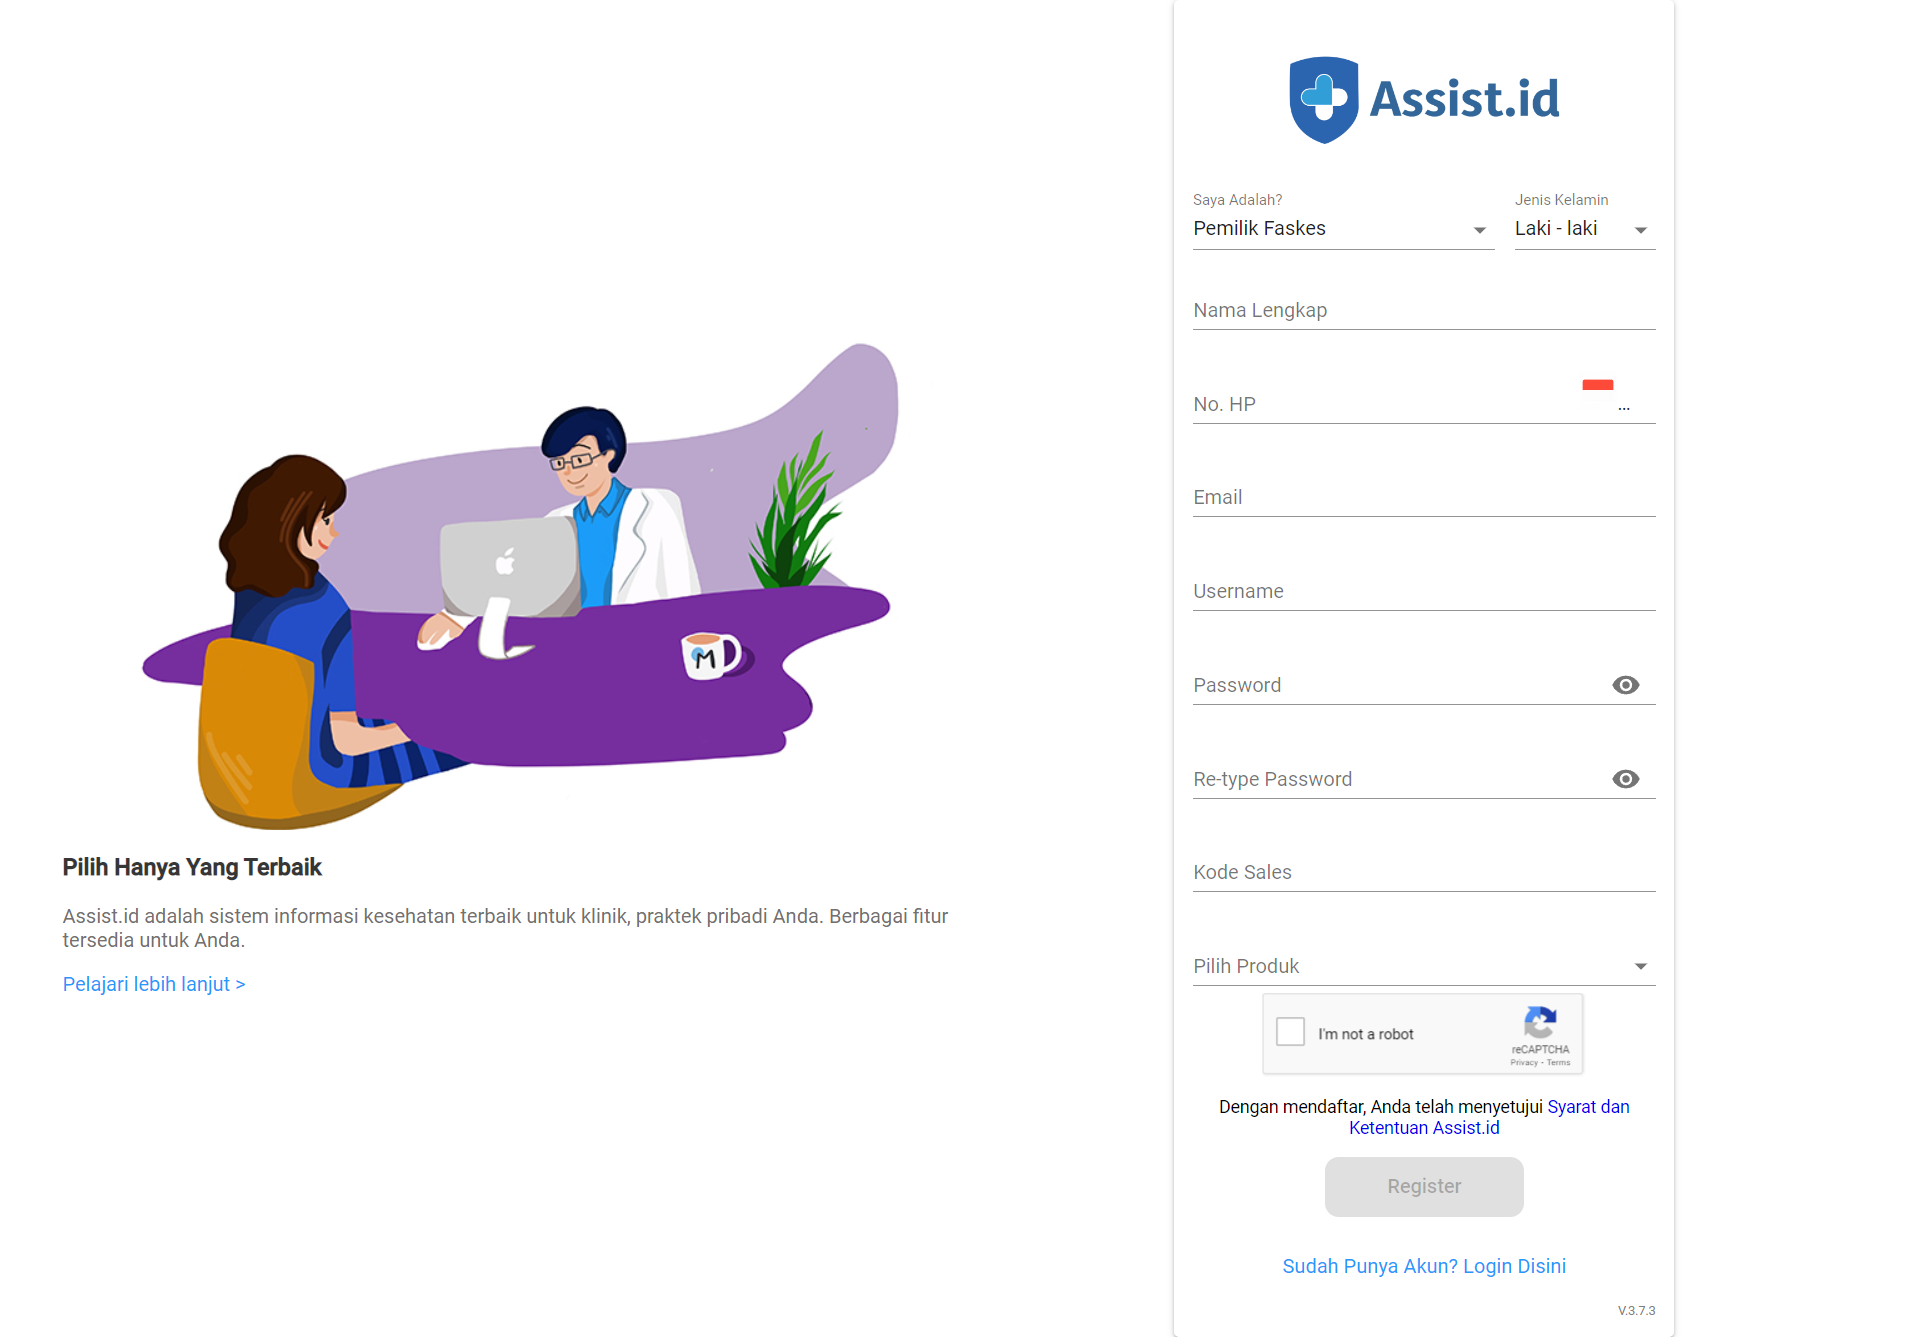 M
Pilih Hanya Yang Terbaik
Assist.id adalah sistem informasi kesehatan terbaik untuk klinik, praktek pribadi Anda. Berbagai fitur
tersedia untuk Anda.
Pelajari lebih lanjut >
Assist.id
Saya Adalah?
Jenis Kelamin
Pemilik Faskes
Laki - laki
Nama Lengkap
No. HP
...
Email
Username
Password
Re-type Password
Kode Sales
Pilih Produk
I'm not a robot
reCAPTCHA
Privacy - Terms
Dengan mendaftar, Anda telah menyetujui Syarat dan
Ketentuan Assist.id
Register
Sudah Punya Akun? Login Disini
V.3.7.3